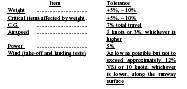 Item Tolerance
Weight +5%, -10%
Critical items affected by weight +5%, -10%
C.G. 7% total travel
Airspeed 3 knots or 3%, whichever is
higher
Power 5%
Wind (take-off and landing tests) As low as possible but not to
exceed approximately 12%
VS1 or 10 knots, whichever
is lower, along the runway
surface